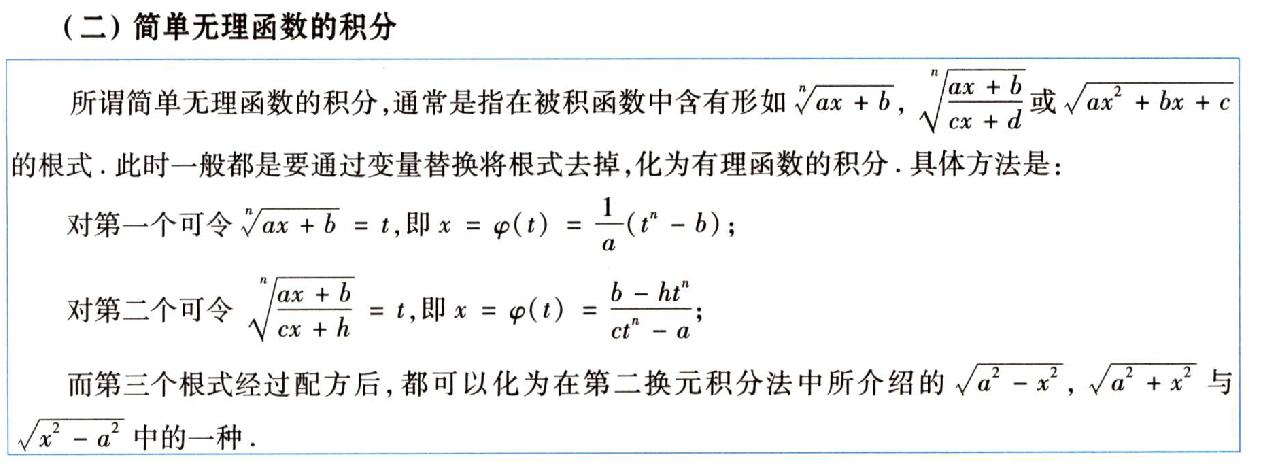 (二) 简单无理函数的积分
所谓简单无理函数的积分,通常是指在被积函数中含有形如 $\sqrt[n]{ax+b}$, $\sqrt[n]{\frac{ax+b}{cx+d}}$或 $\sqrt{ax^2+bx+c}$
的根式.此时一般都是要通过变量替换将根式去掉,化为有理函数的积分.具体方法是:
对第一个可令 $\sqrt[n]{ax+b} = t$,即 $x = \varphi(t) = \frac{1}{a}(t^n - b)$;
对第二个可令 $\sqrt[n]{\frac{ax+b}{cx+h}} = t$,即 $x = \varphi(t) = \frac{b-ht^n}{ct^n-a}$;
而第三个根式经过配方后,都可以化为在第二换元积分法中所介绍的 $\sqrt{a^2-x^2}$, $\sqrt{a^2+x^2}$ 与
$\sqrt{x^2-a^2}$ 中的一种.